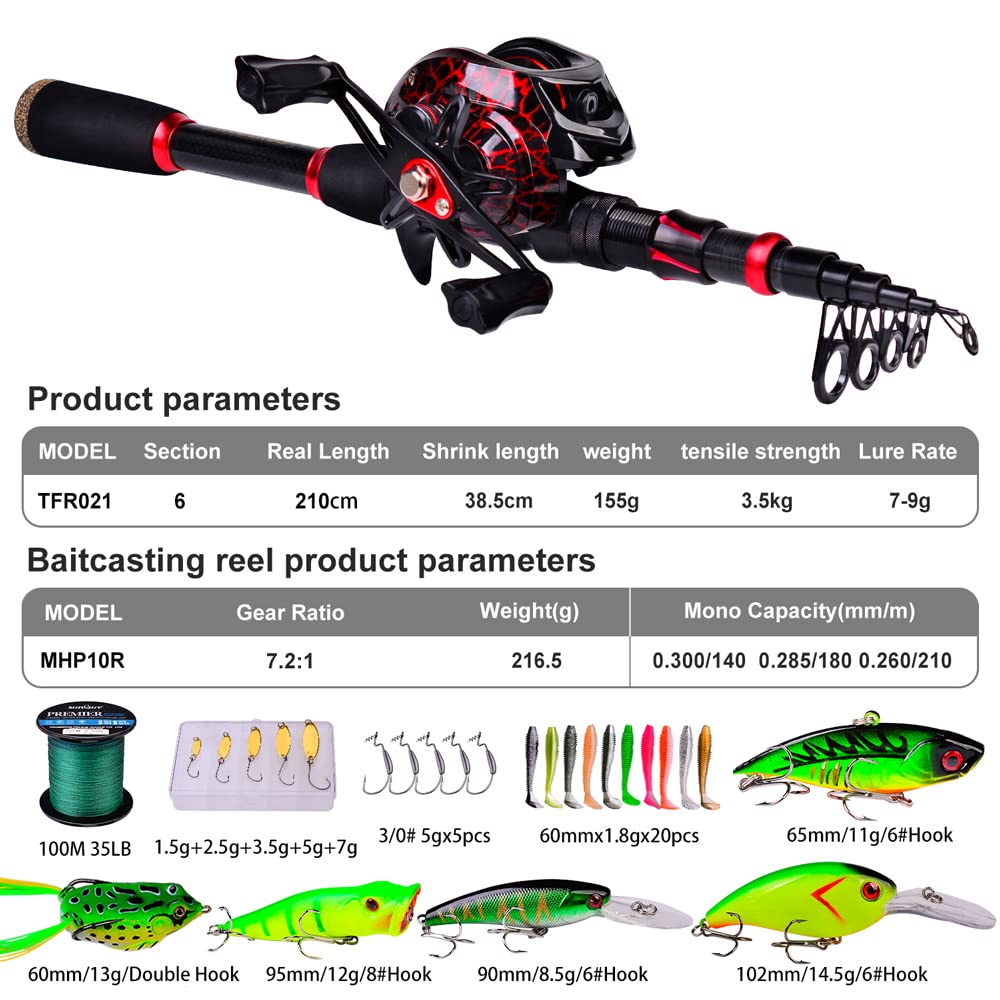 Product parameters
MODEL Section Real Length Shrink length weight tensile strength Lure Rate
TFR021 6 210cm 38.5cm 155g 3.5kg 7-9g
Baitcasting reel product parameters
MODEL Gear Ratio Weight(g) Mono Capacity(mm/m)
MHP10R 7.2:1 216.5 0.300/140 0.285/180 0.260/210
PREMIER
100M 35LB
1.5g+2.5g+3.5g+5g+7g
3/0# 5gx5pcs
60mmx1.8gx20pcs
65mm/11g/6#Hook
60mm/13g/Double Hook
95mm/12g/8#Hook
90mm/8.5g/6#Hook
102mm/14.5g/6#Hook